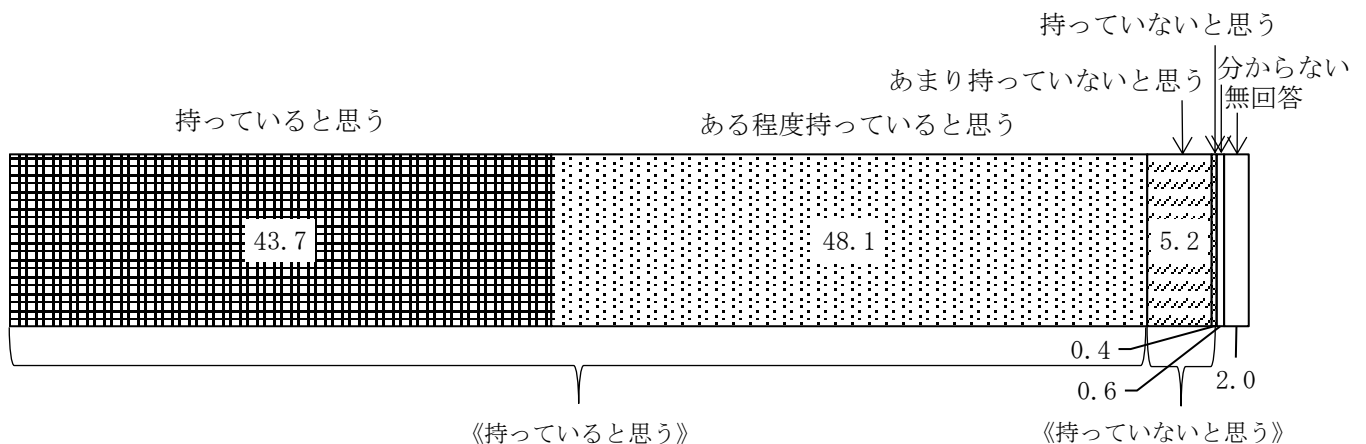 持っていないと思う
あまり持っていないと思う
分からない
無回答
持っていると思う
ある程度持っていると思う
43.7
48.1
5.2
0.4
0.6
2.0
《持っていると思う》
《持っていないと思う》